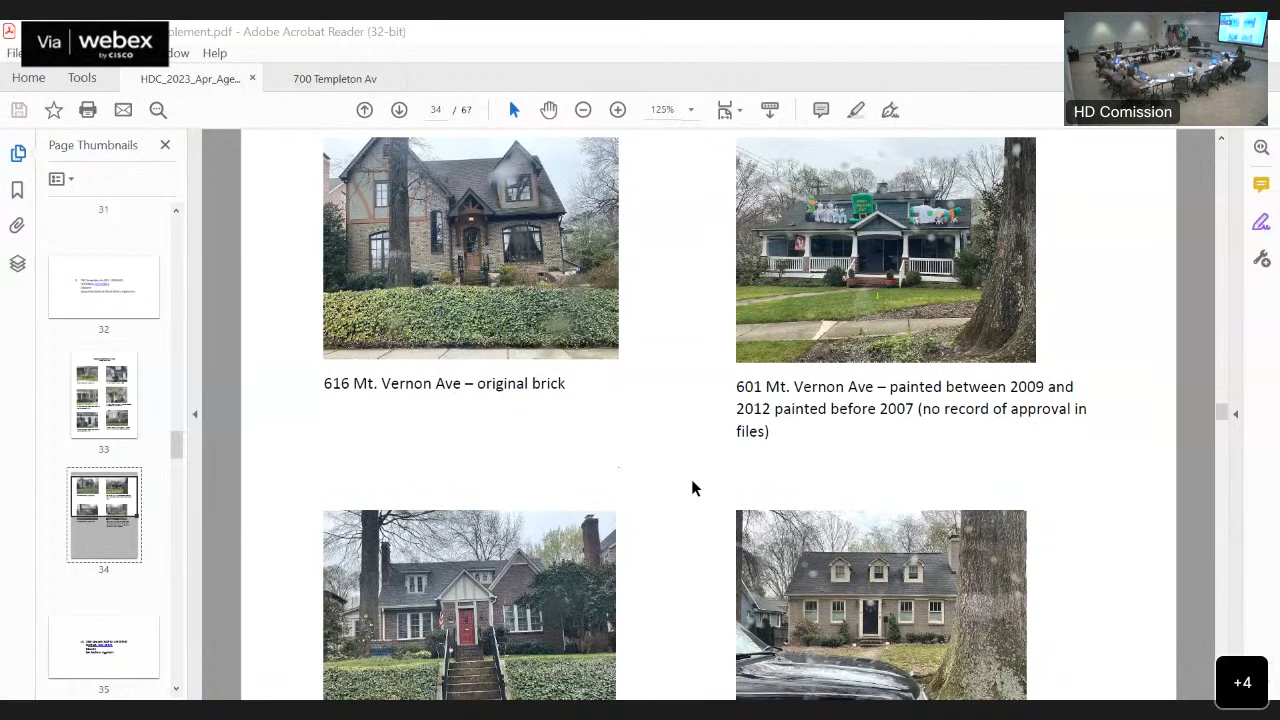 Via webex
by CISCO
plement.pdf - Adobe Acrobat Reader (32-bit)
dow Help
Home Tools HDC_2023_Apr_Age... × 700 Templeton Av
34 / 67 125%
HD Comission
Page Thumbnails
31
32
33
34
35
616 Mt. Vernon Ave – original brick
601 Mt. Vernon Ave – painted between 2009 and
2012 painted before 2007 (no record of approval in
files)
+4